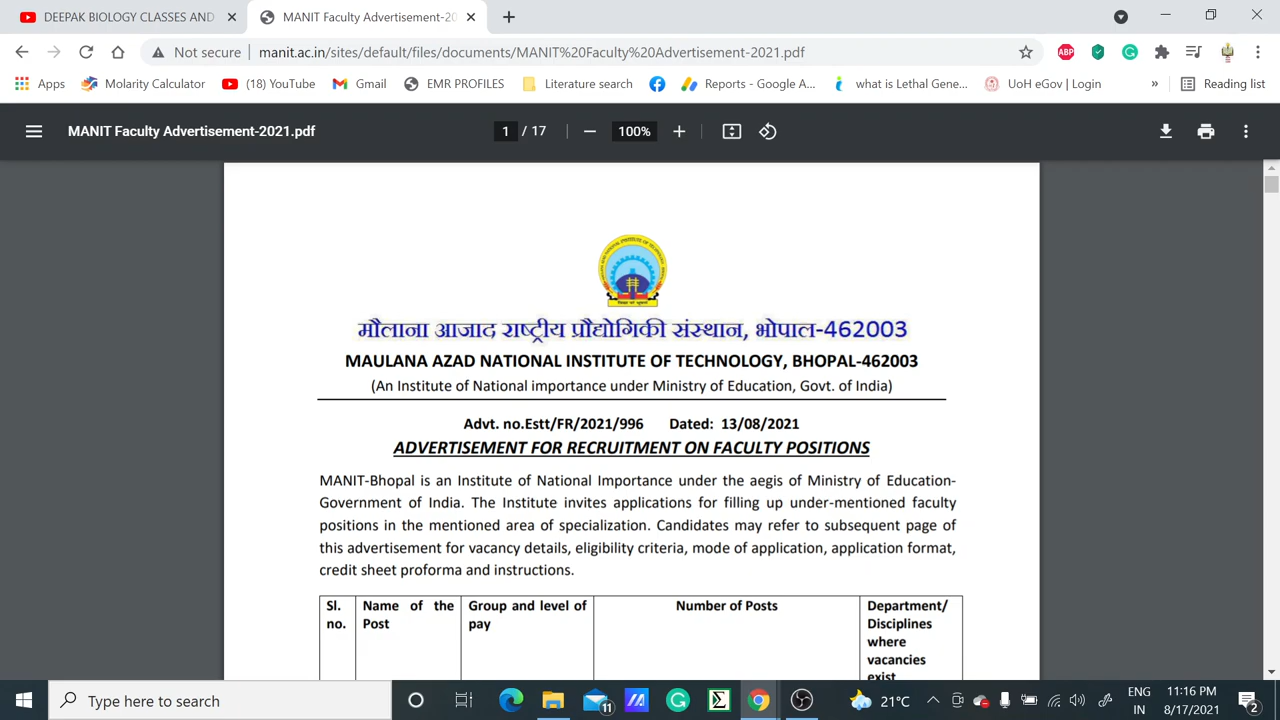 DEEPAK BIOLOGY CLASSES AND
MANIT Faculty Advertisement-20
Not secure
manit.ac.in/sites/default/files/documents/MANIT%20Faculty%20Advertisement-2021.pdf
ABP
Apps
Molarity Calculator
(18) YouTube
Gmail
EMR PROFILES
Literature search
Reports - Google A...
what is Lethal Gene...
UoH eGov | Login
»
Reading list
MANIT Faculty Advertisement-2021.pdf
1 / 17
100%
मौलाना आजाद राष्ट्रीय प्रौद्योगिकी संस्थान, भोपाल-462003
MAULANA AZAD NATIONAL INSTITUTE OF TECHNOLOGY, BHOPAL-462003
(An Institute of National importance under Ministry of Education, Govt. of India)
Advt. no.Estt/FR/2021/996 Dated: 13/08/2021
ADVERTISEMENT FOR RECRUITMENT ON FACULTY POSITIONS
MANIT-Bhopal is an Institute of National Importance under the aegis of Ministry of Education-
Government of India. The Institute invites applications for filling up under-mentioned faculty
positions in the mentioned area of specialization. Candidates may refer to subsequent page of
this advertisement for vacancy details, eligibility criteria, mode of application, application format,
credit sheet proforma and instructions.
Sl.
no.
Name of the
Post
Group and level of
pay
Number of Posts
Department/
Disciplines
where
vacancies
exist
Type here to search
11
21°C
ENG
IN
11:16 PM
8/17/2021
2